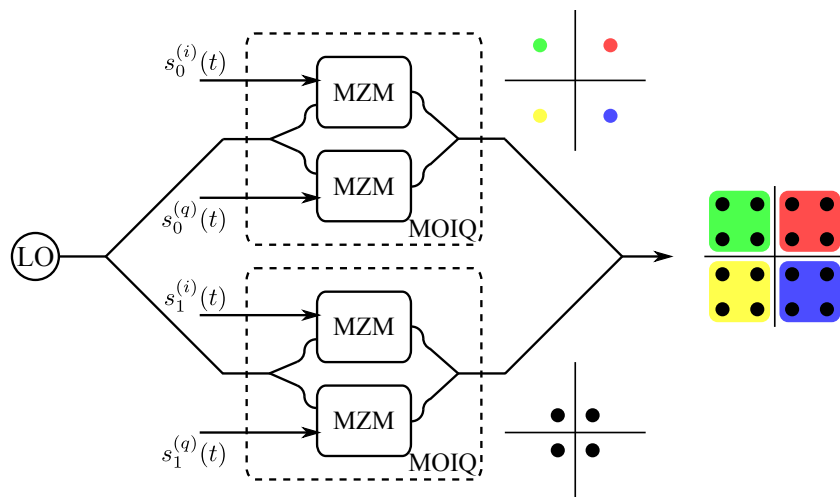 s_0^{(i)}(t)
MZM
MZM
s_0^{(q)}(t)
MOIQ
LO
s_1^{(i)}(t)
MZM
MZM
s_1^{(q)}(t)
MOIQ